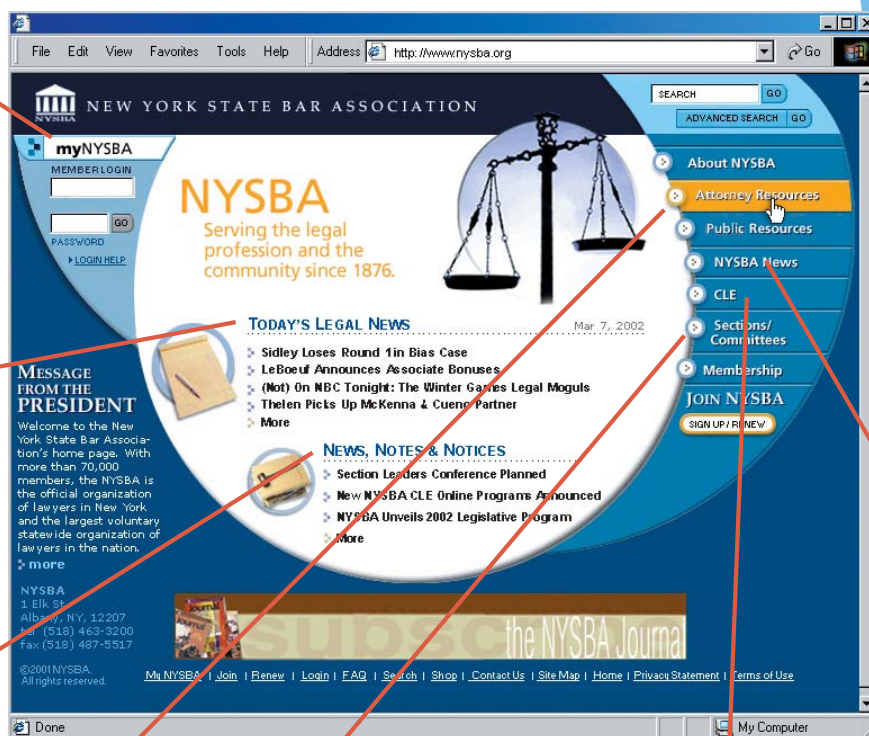 File Edit View Favorites Tools Help Address http://www.nysba.org Go
NYSBA
NEW YORK STATE BAR ASSOCIATION
SEARCH GO
ADVANCED SEARCH GO
myNYSBA
MEMBER LOGIN
GO
PASSWORD
LOGIN HELP
NYSBA
Serving the legal
profession and the
community since 1876.
About NYSBA
Attorney Resources
Public Resources
NYSBA News
CLE
Sections/
Committees
Membership
JOIN NYSBA
SIGN UP / RENEW
TODAY'S LEGAL NEWS Mar 7, 2002
Sidley Loses Round 1 in Bias Case
LeBoeuf Announces Associate Bonuses
(Not) On NBC Tonight: The Winter Games Legal Moguls
Thelen Picks Up McKenna & Cuneo Partner
More
NEWS, NOTES & NOTICES
Section Leaders Conference Planned
New NYSBA CLE Online Programs Announced
NYSBA Unveils 2002 Legislative Program
More
MESSAGE
FROM THE
PRESIDENT
Welcome to the New
York State Bar Associa-
tion's home page. With
more than 70,000
members, the NYSBA is
the official organization
of lawyers in New York
and the largest voluntary
statewide organization of
lawyers in the nation.
more
NYSBA
1 Elk St
Albany, NY, 12207
tel (518) 463-3200
fax (518) 487-5517
©2001 NYSBA.
All rights reserved.
Journal
subscribe
the NYSBA Journal
My NYSBA | Join | Renew | Login | FAQ | Search | Shop | Contact Us | Site Map | Home | Privacy Statement | Terms of Use
Done My Computer